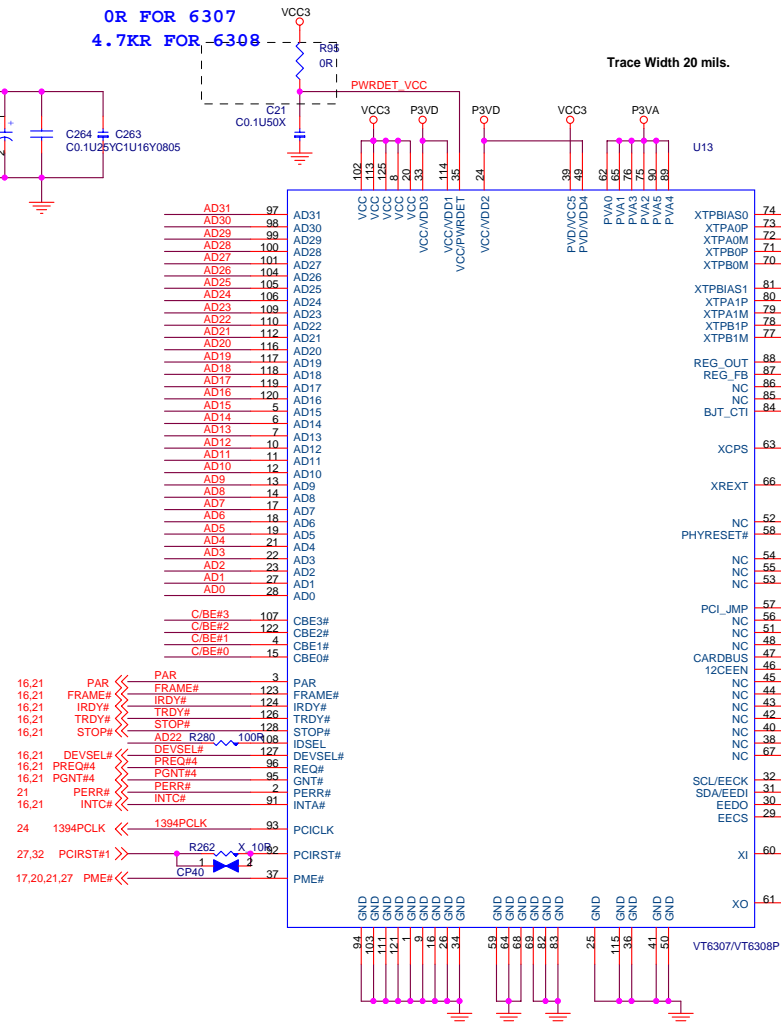 0R FOR 6307
4.7KR FOR 6308
VCC3
R95
0R
Trace Width 20 mils.
PWRDET_VCC
C21
C0.1U50X
C264
C0.1U25Y
C263
C1U16Y0805
+
2
VCC3
P3VD
P3VD
VCC3
P3VA
U13
102 113 125 8 20 33 114 35 24 39 49 62 65 76 75 90 89
VCC VCC VCC VCC VCC VCC/VDD3 VCC/VDD1 VCC/PWRDET VCC/VDD2 PVD/VCC5 PVD/VDD4 PVA0 PVA1 PVA3 PVA2 PVA5 PVA4
AD31 97 AD31
AD30 98 AD30
AD29 99 AD29
AD28 100 AD28
AD27 101 AD27
AD26 104 AD26
AD25 105 AD25
AD24 106 AD24
AD23 109 AD23
AD22 110 AD22
AD21 112 AD21
AD20 116 AD20
AD19 117 AD19
AD18 118 AD18
AD17 119 AD17
AD16 120 AD16
AD15 5 AD15
AD14 6 AD14
AD13 7 AD13
AD12 10 AD12
AD11 11 AD11
AD10 12 AD10
AD9 13 AD9
AD8 14 AD8
AD7 17 AD7
AD6 18 AD6
AD5 19 AD5
AD4 21 AD4
AD3 22 AD3
AD2 23 AD2
AD1 27 AD1
AD0 28 AD0
C/BE#3 107 CBE3#
C/BE#2 122 CBE2#
C/BE#1 4 CBE1#
C/BE#0 15 CBE0#
16,21 PAR PAR 3 PAR
16,21 FRAME# FRAME# 123 FRAME#
16,21 IRDY# IRDY# 124 IRDY#
16,21 TRDY# TRDY# 126 TRDY#
16,21 STOP# STOP# 128 STOP#
AD22 R280 100R 108 IDSEL
16,21 DEVSEL# DEVSEL# 127 DEVSEL#
16,21 PREQ#4 PREQ#4 96 REQ#
16,21 PGNT#4 PGNT#4 95 GNT#
21 PERR# PERR# 2 PERR#
16,21 INTC# INTC# 91 INTA#
24 1394PCLK 1394PCLK 93 PCICLK
27,32 PCIRST#1 R262 X_10R 92 PCIRST#
1 2
CP40
17,20,21,27 PME# 37 PME#
XTPBIAS0 74
XTPA0P 73
XTPA0M 72
XTPB0P 71
XTPB0M 70
XTPBIAS1 81
XTPA1P 80
XTPA1M 79
XTPB1P 78
XTPB1M 77
REG_OUT 88
REG_FB 87
NC 86
NC 85
BJT_CTI 84
XCPS 63
XREXT 66
NC 52
PHYRESET# 58
NC 54
NC 55
NC 53
PCI_JMP 57
NC 56
NC 51
NC 48
CARDBUS 47
12CEEN 46
NC 45
NC 44
NC 43
NC 42
NC 40
NC 38
NC 67
SCL/EECK 32
SDA/EEDI 31
EEDO 30
EECS 29
XI 60
XO 61
GND GND GND GND GND GND GND GND GND GND GND GND GND GND GND GND GND GND GND GND
94 103 111 121 1 9 16 26 34 59 64 68 69 82 83 25 115 36 41 50
VT6307/VT6308P